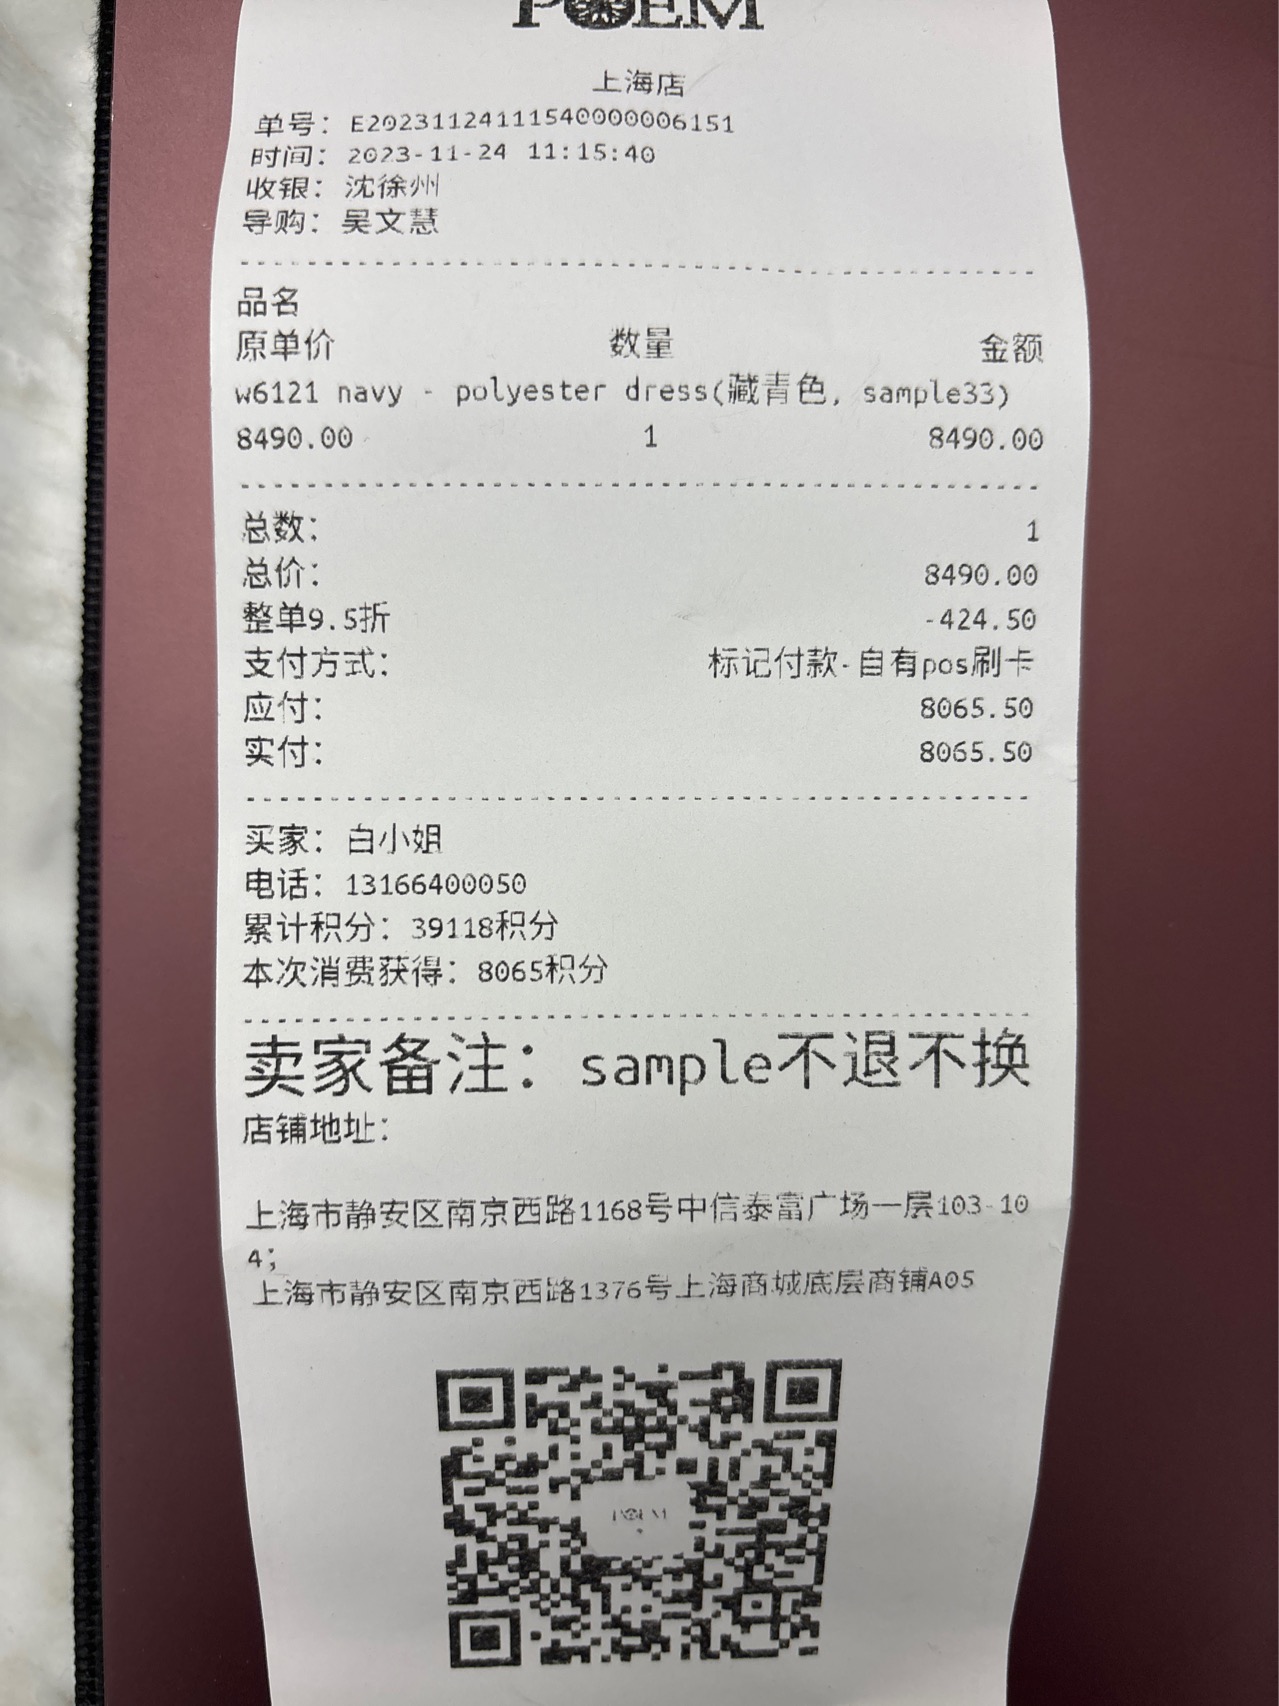 POEM
上海店
单号：E20231124111540000006151
时间：2023-11-24 11:15:40
收银：沈徐州
导购：吴文慧
品名
原单价 数量 金额
w6121 navy - polyester dress(藏青色, sample33)
8490.00 1 8490.00
总数： 1
总价： 8490.00
整单9.5折 -424.50
支付方式： 标记付款-自有pos刷卡
应付： 8065.50
实付： 8065.50
买家：白小姐
电话：13166400050
累计积分：39118积分
本次消费获得：8065积分
卖家备注：sample不退不换
店铺地址：
上海市静安区南京西路1168号中信泰富广场一层103-10
4;
上海市静安区南京西路1376号上海商城底层商铺A05
POEM